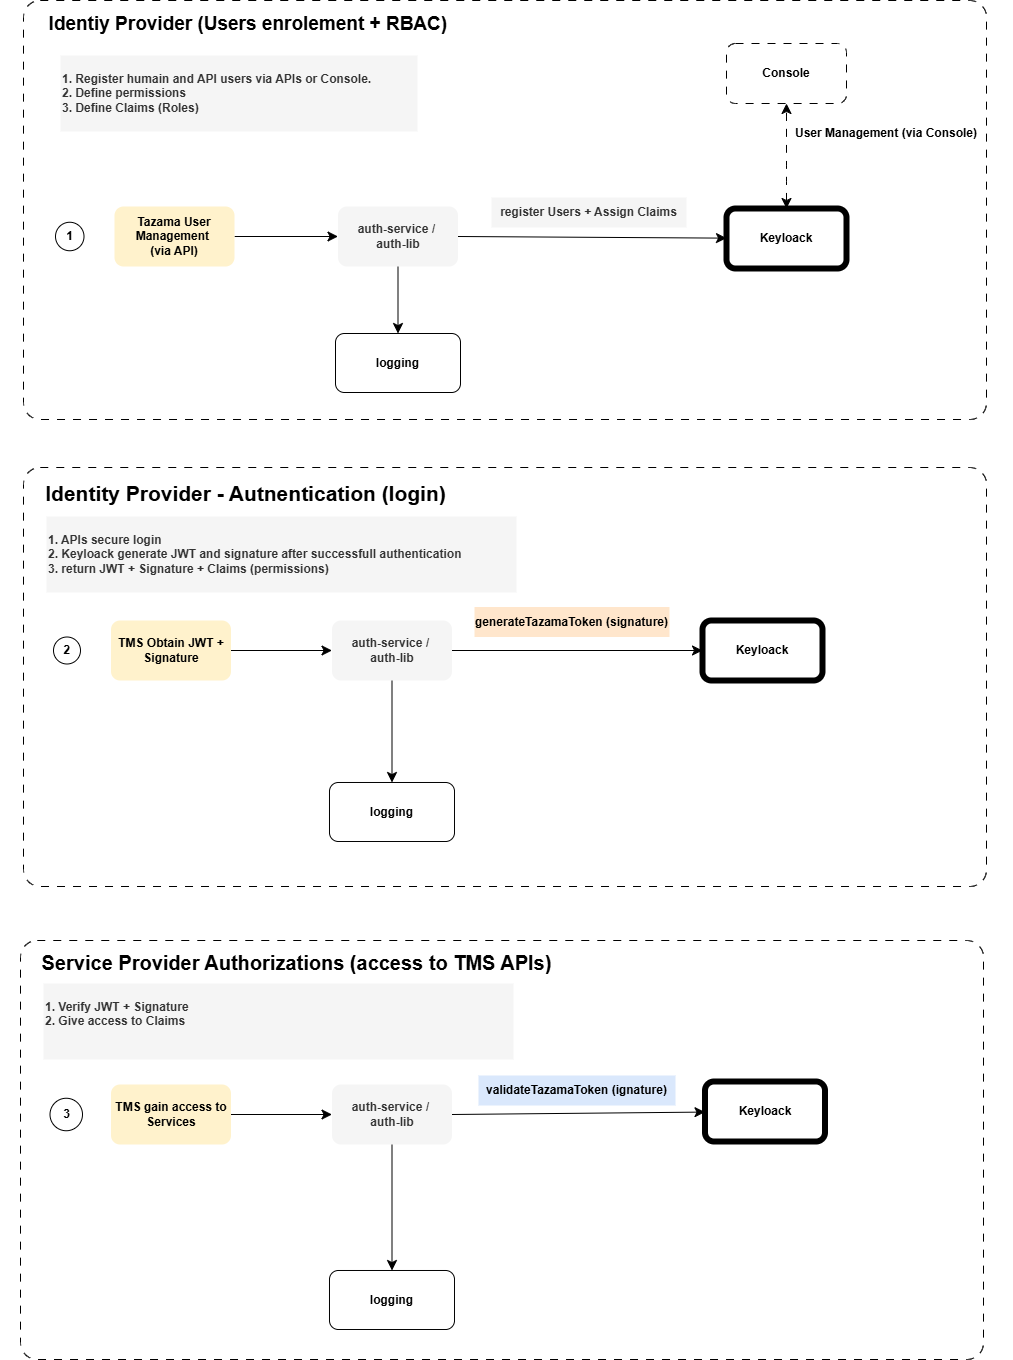 Identiy Provider (Users enrolement + RBAC)
1. Register humain and API users via APIs or Console.
2. Define permissions
3. Define Claims (Roles)
Console
User Management (via Console)
1
Tazama User
Management
(via API)
auth-service /
auth-lib
register Users + Assign Claims
Keyloack
logging
Identity Provider - Autnentication (login)
1. APIs secure login
2. Keyloack generate JWT and signature after successfull authentication
3. return JWT + Signature + Claims (permissions)
2
TMS Obtain JWT +
Signature
auth-service /
auth-lib
generateTazamaToken (signature)
Keyloack
logging
Service Provider Authorizations (access to TMS APIs)
1. Verify JWT + Signature
2. Give access to Claims
3
TMS gain access to
Services
auth-service /
auth-lib
validateTazamaToken (ignature)
Keyloack
logging